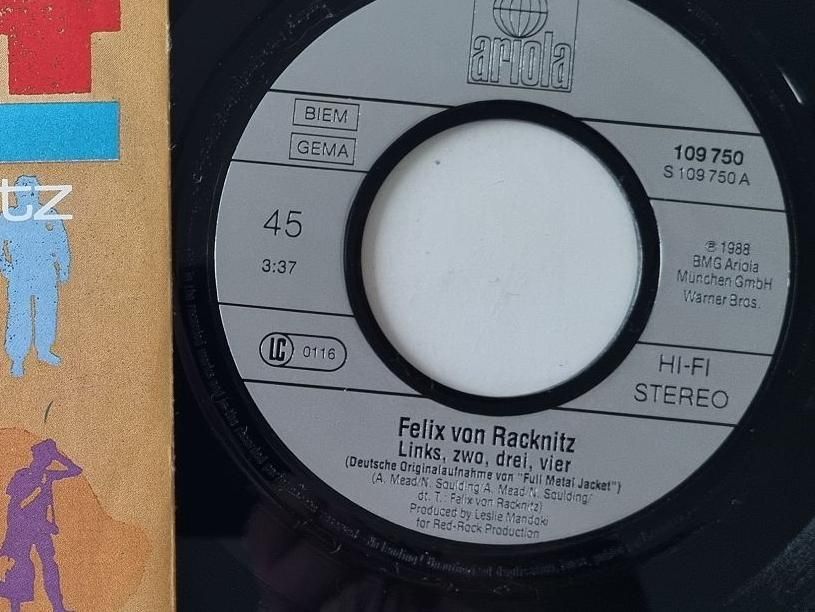 tz
ariola
BIEM
GEMA
109 750
S 109 750 A
45
3:37
℗ 1988
BMG Ariola
München GmbH
Warner Bros.
LC 0116
HI-FI
STEREO
Felix von Racknitz
Links, zwo, drei, vier
(Deutsche Originalaufnahme von "Full Metal Jacket")
(A. Mead/N. Goulding/A. Mead/N. Goulding/
dt. T.: Felix von Racknitz)
Produced by Leslie Mandoki
for Red-Rock Production